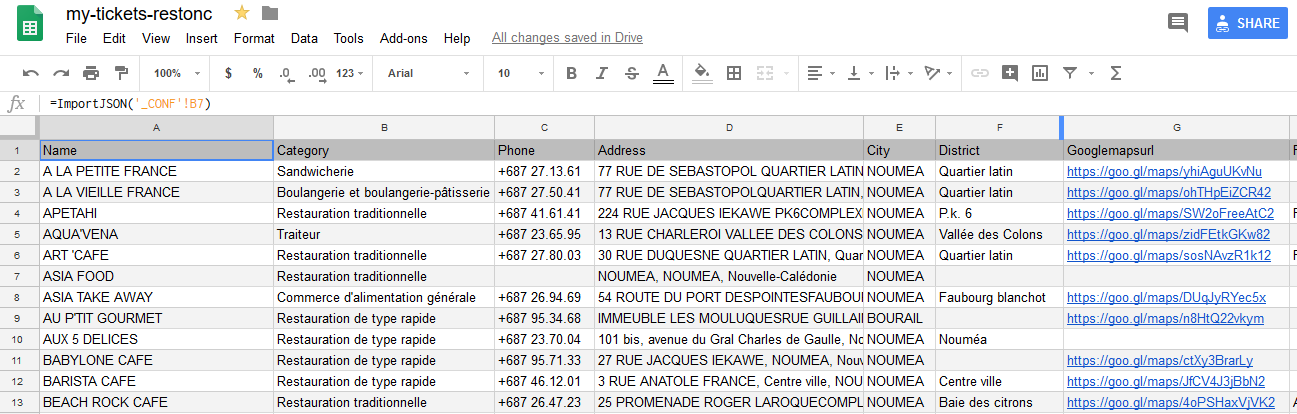 my-tickets-restonc
File Edit View Insert Format Data Tools Add-ons Help All changes saved in Drive
SHARE
100% $ % .0 .00 123 Arial 10 B I S A Σ
fx =ImportJSON('_CONF'!B7)
A B C D E F G
1 Name Category Phone Address City District Googlemapsurl F
2 A LA PETITE FRANCE Sandwicherie +687 27.13.61 77 RUE DE SEBASTOPOL QUARTIER LATIN NOUMEA Quartier latin https://goo.gl/maps/yhiAguUKvNu
3 A LA VIEILLE FRANCE Boulangerie et boulangerie-pâtisserie +687 27.50.41 77 RUE DE SEBASTOPOLQUARTIER LATIN, NOUMEA Quartier latin https://goo.gl/maps/ohTHpEiZCR42
4 APETAHI Restauration traditionnelle +687 41.61.41 224 RUE JACQUES IEKAWE PK6COMPLEX NOUMEA P.k. 6 https://goo.gl/maps/SW2oFreeAtC2 F
5 AQUA'VENA Traiteur +687 23.65.95 13 RUE CHARLEROI VALLEE DES COLONS NOUMEA Vallée des Colons https://goo.gl/maps/zidFEtkGKw82
6 ART 'CAFE Restauration traditionnelle +687 27.80.03 30 RUE DUQUESNE QUARTIER LATIN, Quar NOUMEA Quartier latin https://goo.gl/maps/sosNAvzR1k12 F
7 ASIA FOOD Restauration traditionnelle NOUMEA, NOUMEA, Nouvelle-Calédonie NOUMEA
8 ASIA TAKE AWAY Commerce d'alimentation générale +687 26.94.69 54 ROUTE DU PORT DESPOINTESFAUBOU NOUMEA Faubourg blanchot https://goo.gl/maps/DUqJyRYec5x
9 AU P'TIT GOURMET Restauration de type rapide +687 95.34.68 IMMEUBLE LES MOULUQUESRUE GUILLAI BOURAIL https://goo.gl/maps/n8HtQ22vkym
10 AUX 5 DELICES Restauration de type rapide +687 23.70.04 101 bis, avenue du Gral Charles de Gaulle, No NOUMEA Nouméa
11 BABYLONE CAFE Restauration de type rapide +687 95.71.33 27 RUE JACQUES IEKAWE, NOUMEA, Nouv NOUMEA https://goo.gl/maps/ctXy3BrarLy
12 BARISTA CAFE Restauration de type rapide +687 46.12.01 3 RUE ANATOLE FRANCE, Centre ville, NOU NOUMEA Centre ville https://goo.gl/maps/JfCV4J3jBbN2
13 BEACH ROCK CAFE Restauration traditionnelle +687 26.47.23 25 PROMENADE ROGER LAROQUECOMPL NOUMEA Baie des citrons https://goo.gl/maps/4oPSHaxVjVK2 A